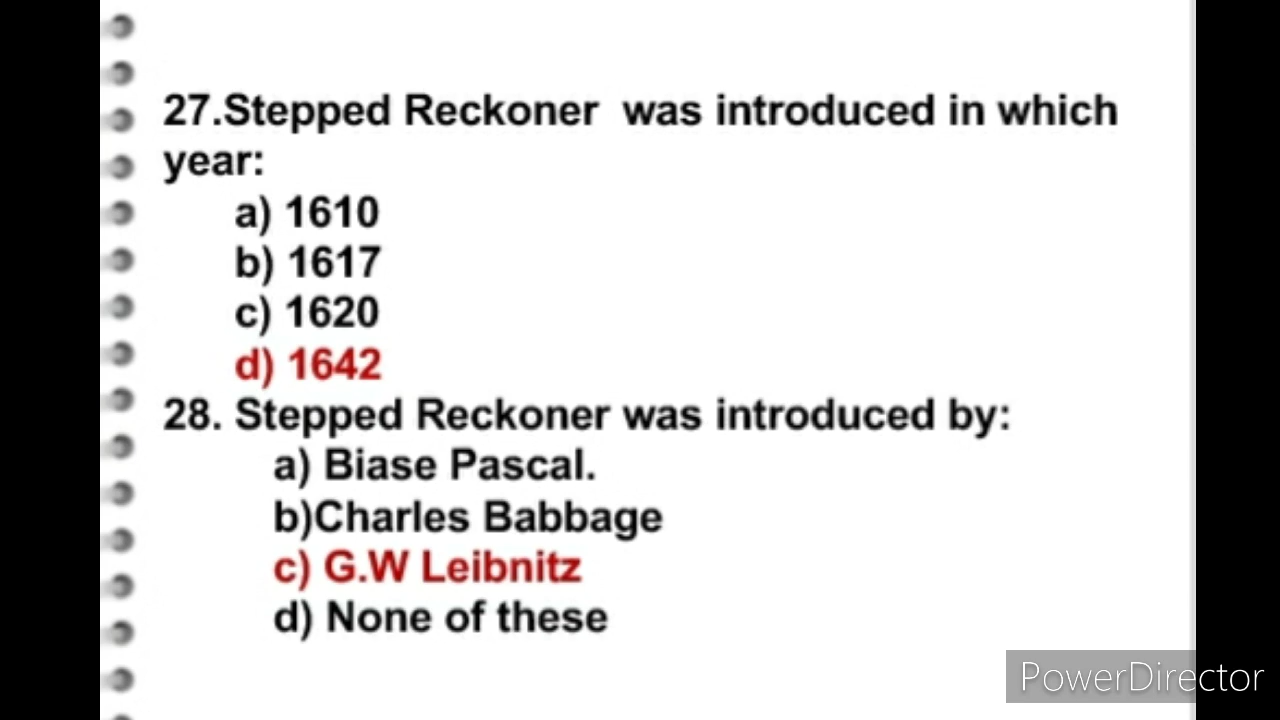 27.Stepped Reckoner was introduced in which
year:
a) 1610
b) 1617
c) 1620
d) 1642
28. Stepped Reckoner was introduced by:
a) Biase Pascal.
b)Charles Babbage
c) G.W Leibnitz
d) None of these
PowerDirector